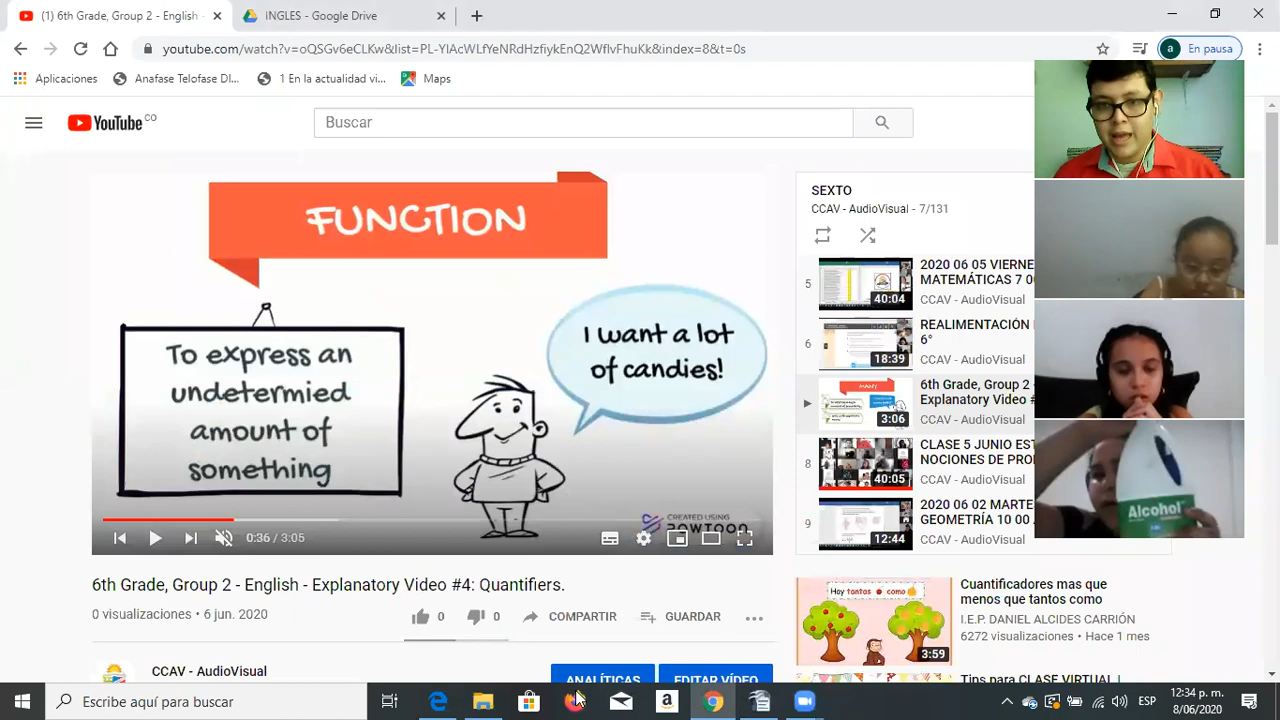 (1) 6th Grade, Group 2 - English -
INGLES - Google Drive
youtube.com/watch?v=oQSGv6eCLKw&list=PL-YlAcWLfYeNRdHzfiykEnQ2WflvFhuKk&index=8&t=0s
a En pausa
Aplicaciones
Anafase Telofase DI...
1 En la actualidad vi...
Maps
YouTube CO
Buscar
FUNCTION
To express an
undetermied
amount of
something
I want a lot
of candies!
CREATED USING
POWTOON
0:36 / 3:05
6th Grade, Group 2 - English - Explanatory Video #4: Quantifiers.
0 visualizaciones • 6 jun. 2020
0
0
COMPARTIR
GUARDAR
CCAV - AudioVisual
ANALÍTICAS
EDITAR VÍDEO
SEXTO
CCAV - AudioVisual - 7/131
5
40:04
2020 06 05 VIERNE
MATEMÁTICAS 7 0
CCAV - AudioVisual
6
18:39
REALIMENTACIÓN
6°
CCAV - AudioVisual
3:06
6th Grade, Group 2 -
Explanatory Video #
CCAV - AudioVisual
8
40:05
CLASE 5 JUNIO EST
NOCIONES DE PRO
CCAV - AudioVisual
9
12:44
2020 06 02 MARTE
GEOMETRÍA 10 00
CCAV - AudioVisual
Alcohol
Hay tantas como
3:59
Cuantificadores mas que
menos que tantos como
I.E.P. DANIEL ALCIDES CARRIÓN
6272 visualizaciones • Hace 1 mes
Tips para CLASE VIRTUAL |
Escribe aquí para buscar
ESP
12:34 p. m.
8/06/2020